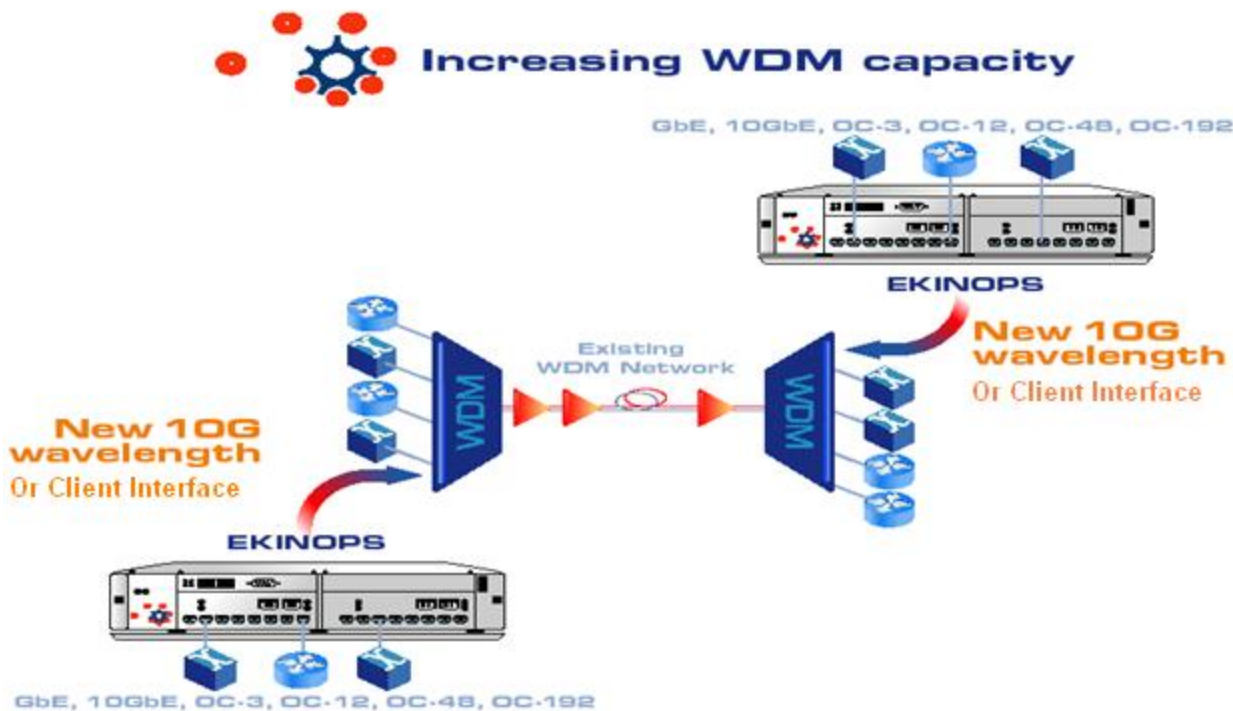 Increasing WDM capacity
GbE, 10GbE, OC-3, OC-12, OC-48, OC-192
EKINOPS
New 10G
wavelength
Or Client Interface
Existing
WDM Network
WDM
WDM
New 10G
wavelength
Or Client Interface
EKINOPS
GbE, 10GbE, OC-3, OC-12, OC-48, OC-192